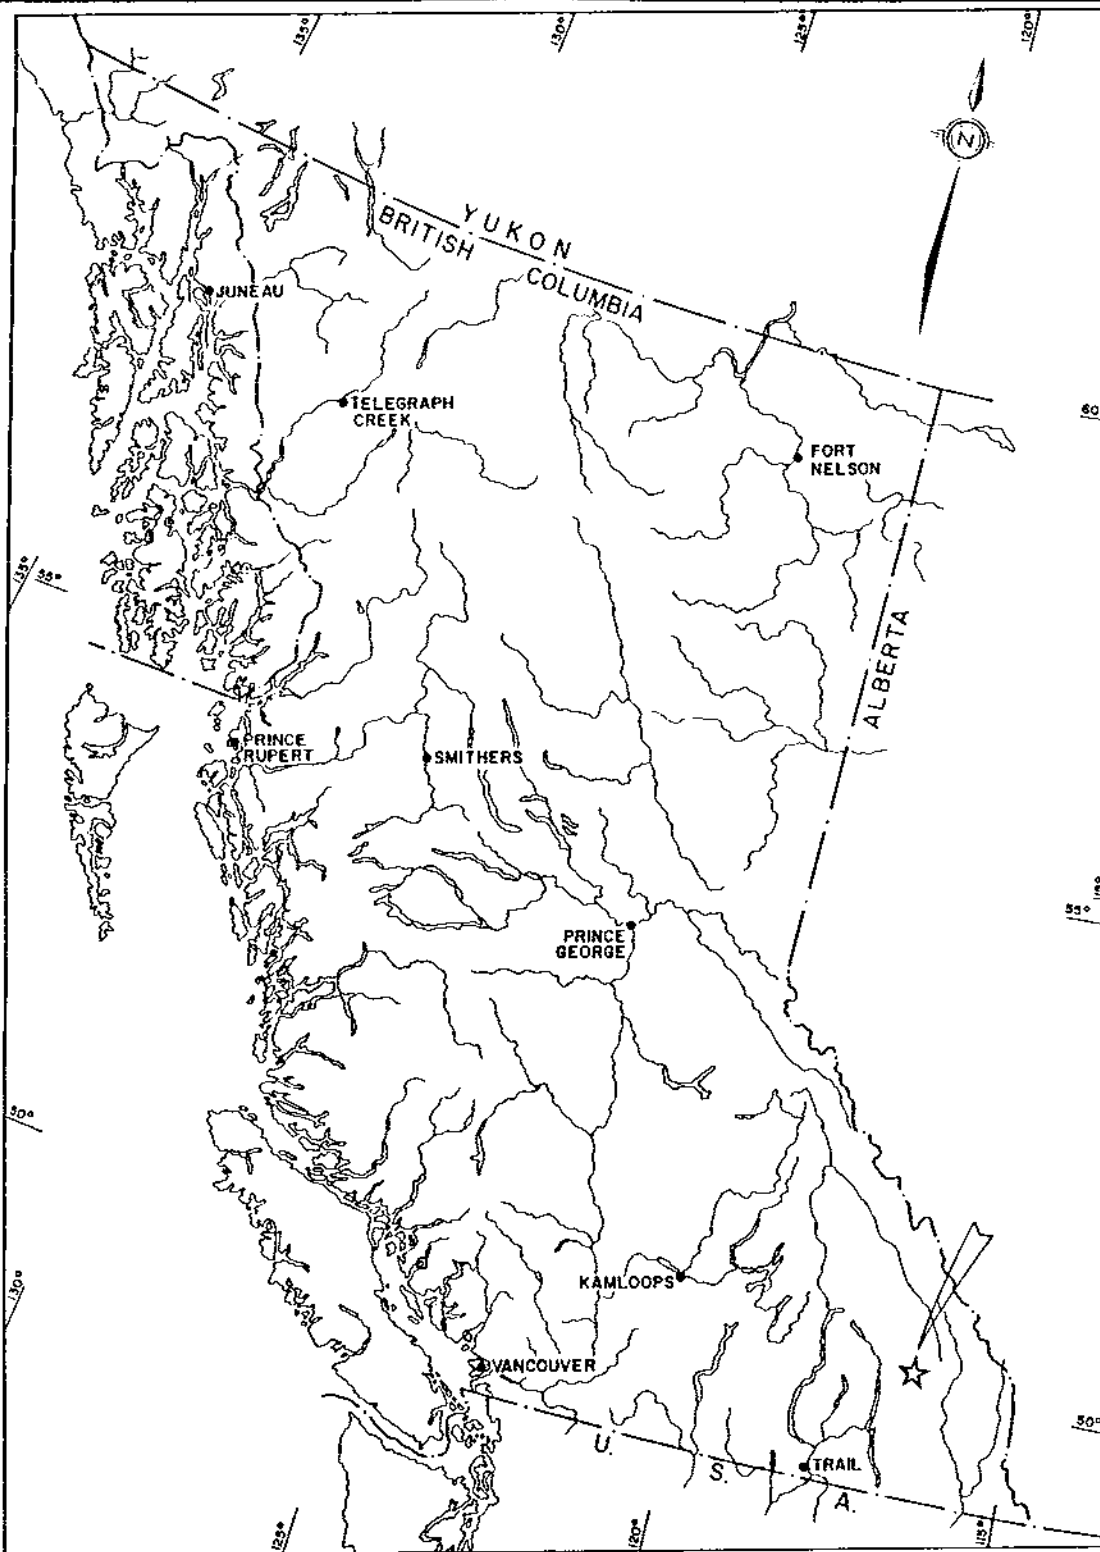 135°
130°
125°
120°
N
YUKON
BRITISH
COLUMBIA
JUNEAU
TELEGRAPH
CREEK
60
FORT
NELSON
135°
55°
ALBERTA
PRINCE
RUPERT
SMITHERS
55°
PRINCE
GEORGE
50°
130°
KAMLOOPS
VANCOUVER
50°
U. S. A.
TRAIL
125°
120°
115°